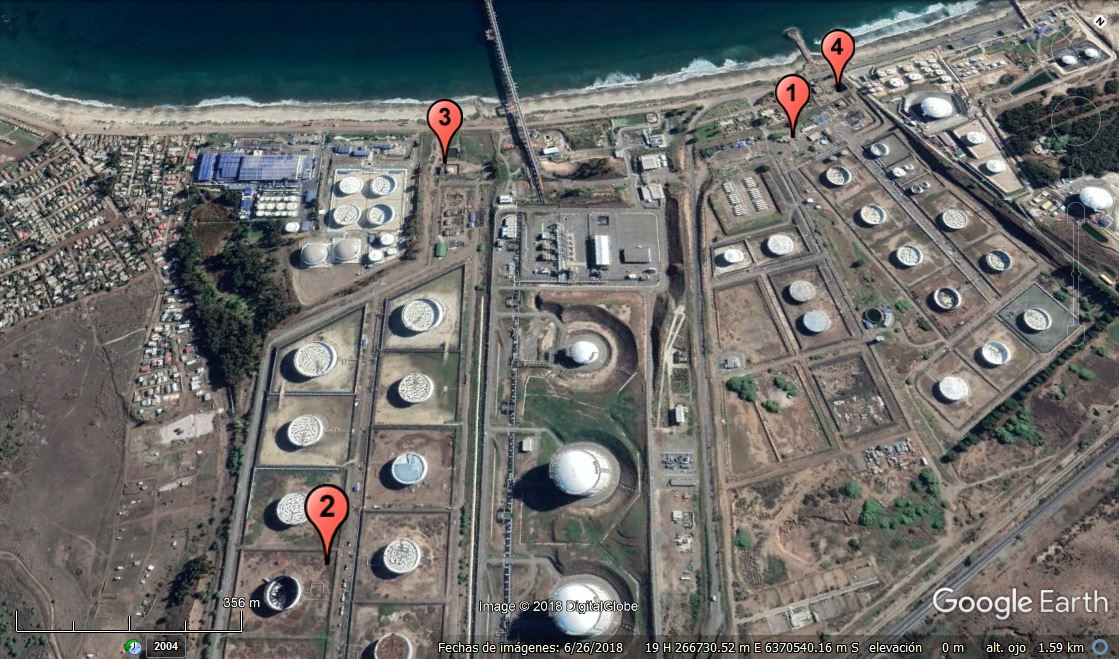 N
4
1
3
2
356 m
Image © 2018 DigitalGlobe
Google Earth
2004
Fechas de imágenes: 6/26/2018 19 H 266730.52 m E 6370540.16 m S elevación 0 m alt. ojo 1.59 km